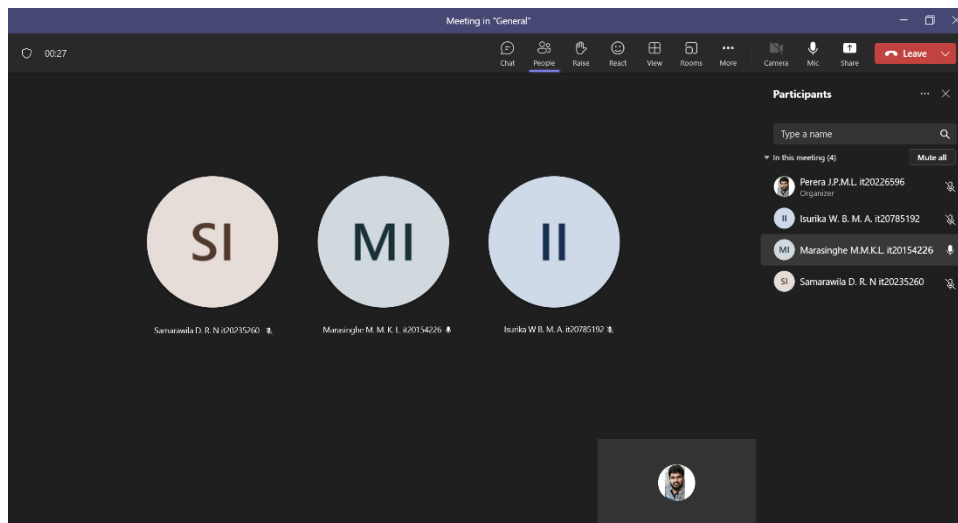 Meeting in "General"
00:27
Chat People Raise React View Rooms More Camera Mic Share Leave
Participants
Type a name
In this meeting (4) Mute all
Perera J.P.M.L. it20226596
Organizer
II Isurika W. B. M. A. it20785192
MI Marasinghe M.M.K.L. it20154226
SI Samarawila D. R. N it20235260
SI MI II
Samarawila D. R. N it20235260 Marasinghe M. M. K. L. it20154226 Isurika W B. M. A. it20785192